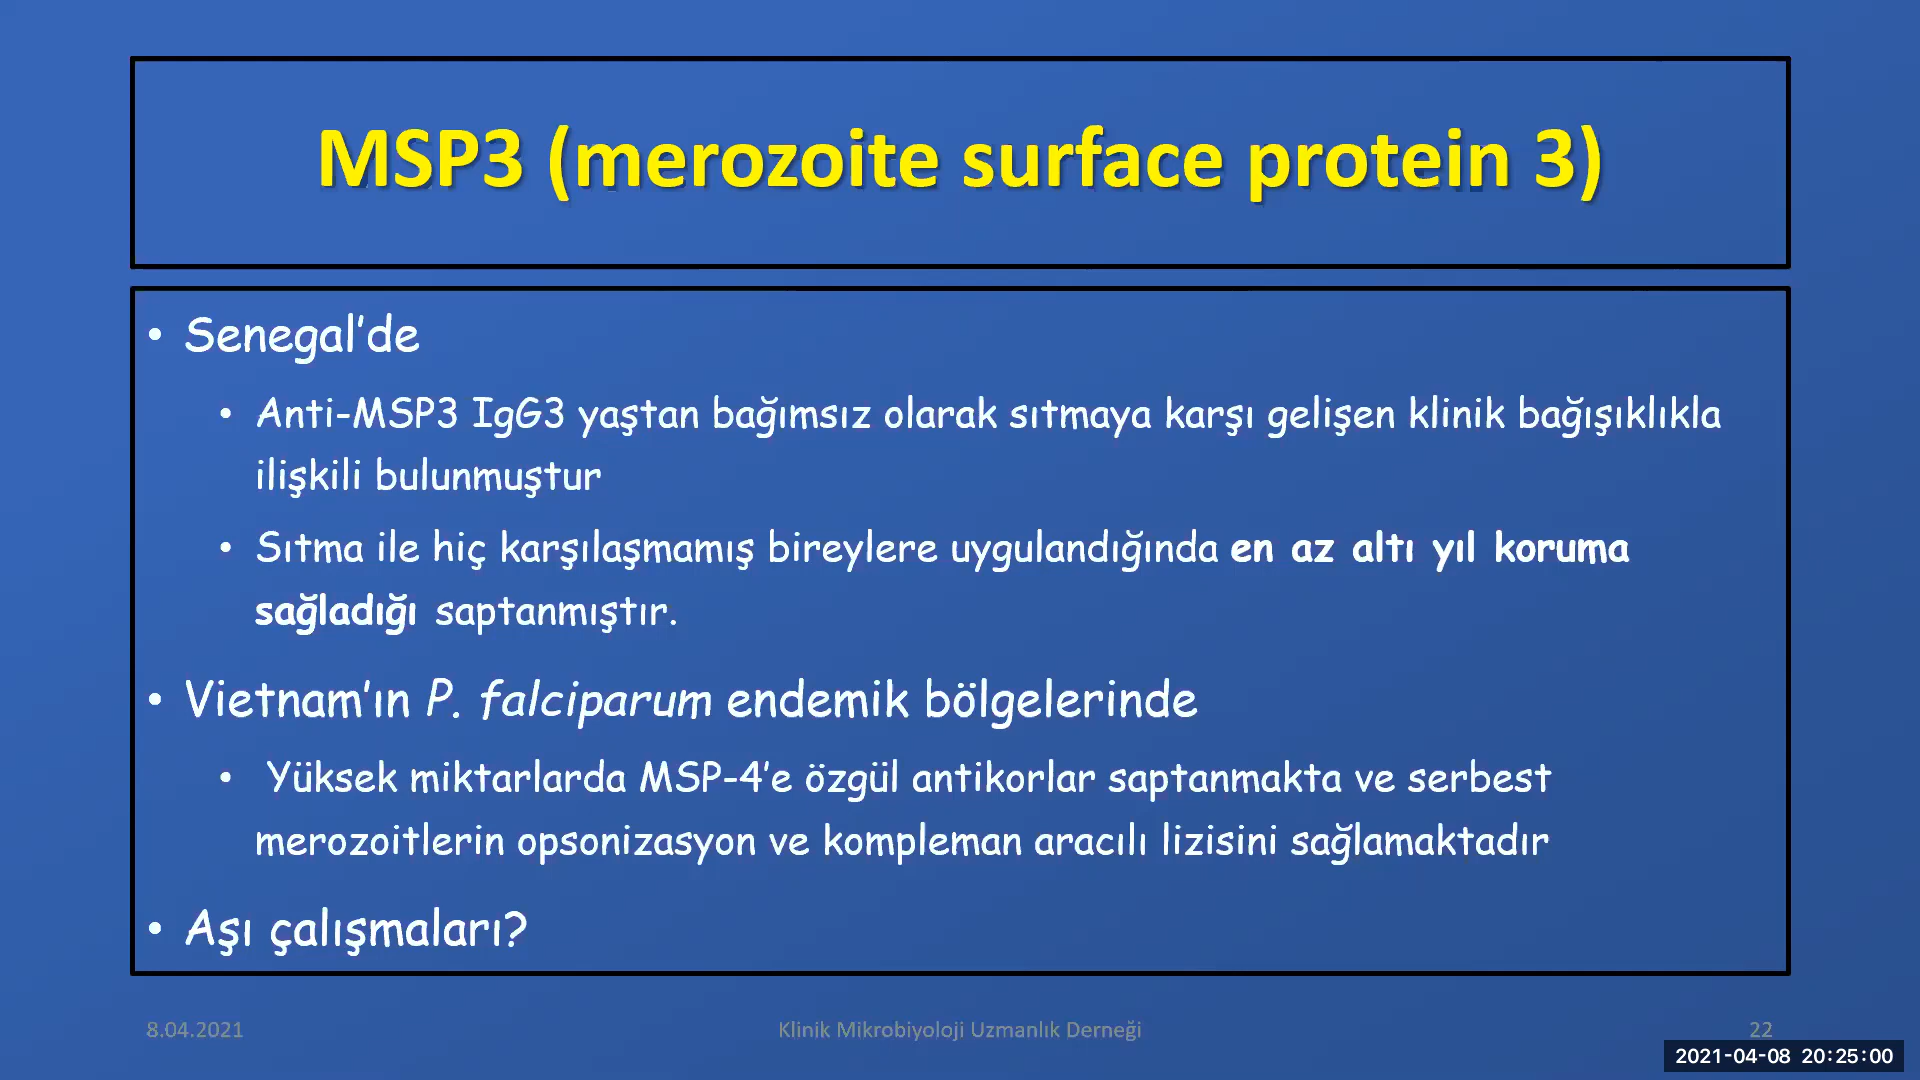 MSP3 (merozoite surface protein 3)
• Senegal’de
• Anti-MSP3 IgG3 yaştan bağımsız olarak sıtmaya karşı gelişen klinik bağışıklıkla
ilişkili bulunmuştur
• Sıtma ile hiç karşılaşmamış bireylere uygulandığında en az altı yıl koruma
sağladığı saptanmıştır.
• Vietnam’ın P. falciparum endemik bölgelerinde
• Yüksek miktarlarda MSP-4’e özgül antikorlar saptanmakta ve serbest
merozoitlerin opsonizasyon ve kompleman aracılı lizisini sağlamaktadır
• Aşı çalışmaları?
8.04.2021
Klinik Mikrobiyoloji Uzmanlık Derneği
22
2021-04-08 20:25:00